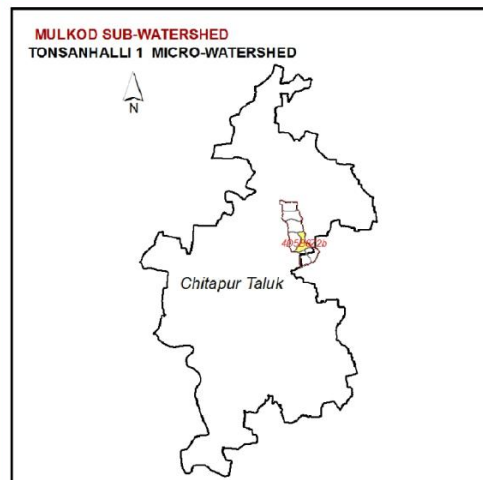 MULKOD SUB-WATERSHED
TONSANHALLI 1 MICRO-WATERSHED
N
Chitapur Taluk